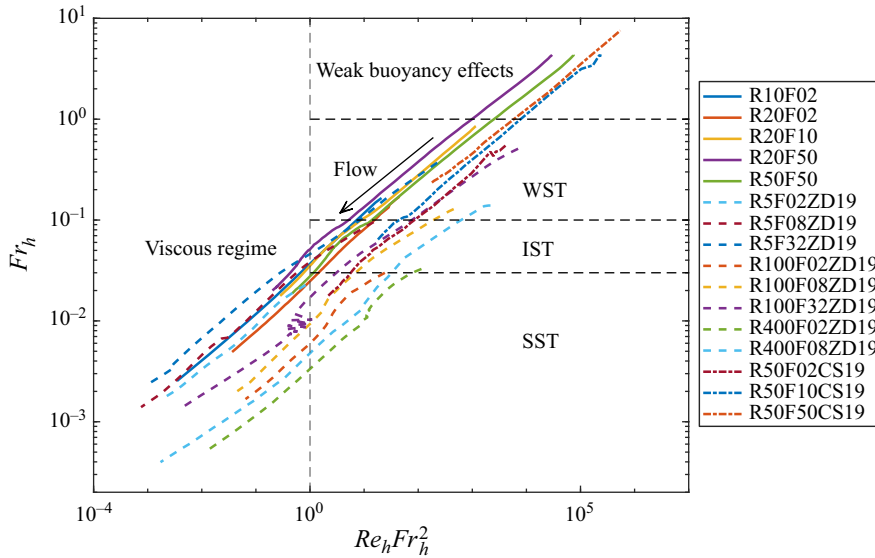 10^1
10^0
10^{-1}
10^{-2}
10^{-3}
Fr_h
Weak buoyancy effects
Flow
WST
Viscous regime
IST
SST
10^{-4}
10^0
10^5
Re_hFr_h^2
R10F02
R20F02
R20F10
R20F50
R50F50
R5F02ZD19
R5F08ZD19
R5F32ZD19
R100F02ZD19
R100F08ZD19
R100F32ZD19
R400F02ZD19
R400F08ZD19
R50F02CS19
R50F10CS19
R50F50CS19